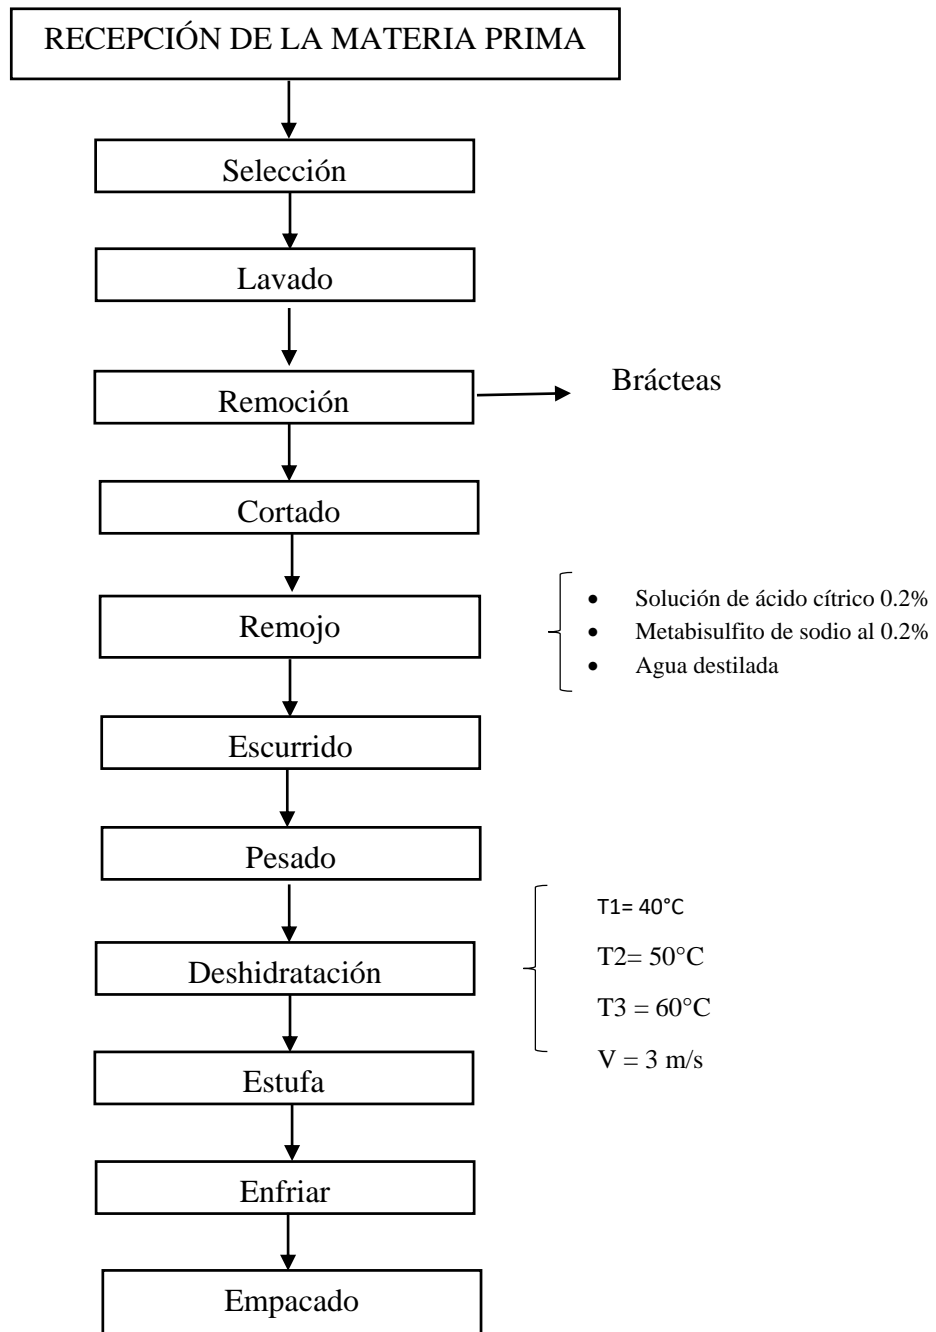 RECEPCIÓN DE LA MATERIA PRIMA
Selección
Lavado
Remoción
Brácteas
Cortado
Remojo
• Solución de ácido cítrico 0.2%
• Metabisulfito de sodio al 0.2%
• Agua destilada
Escurrido
Pesado
Deshidratación
T1= 40°C
T2= 50°C
T3 = 60°C
V = 3 m/s
Estufa
Enfriar
Empacado